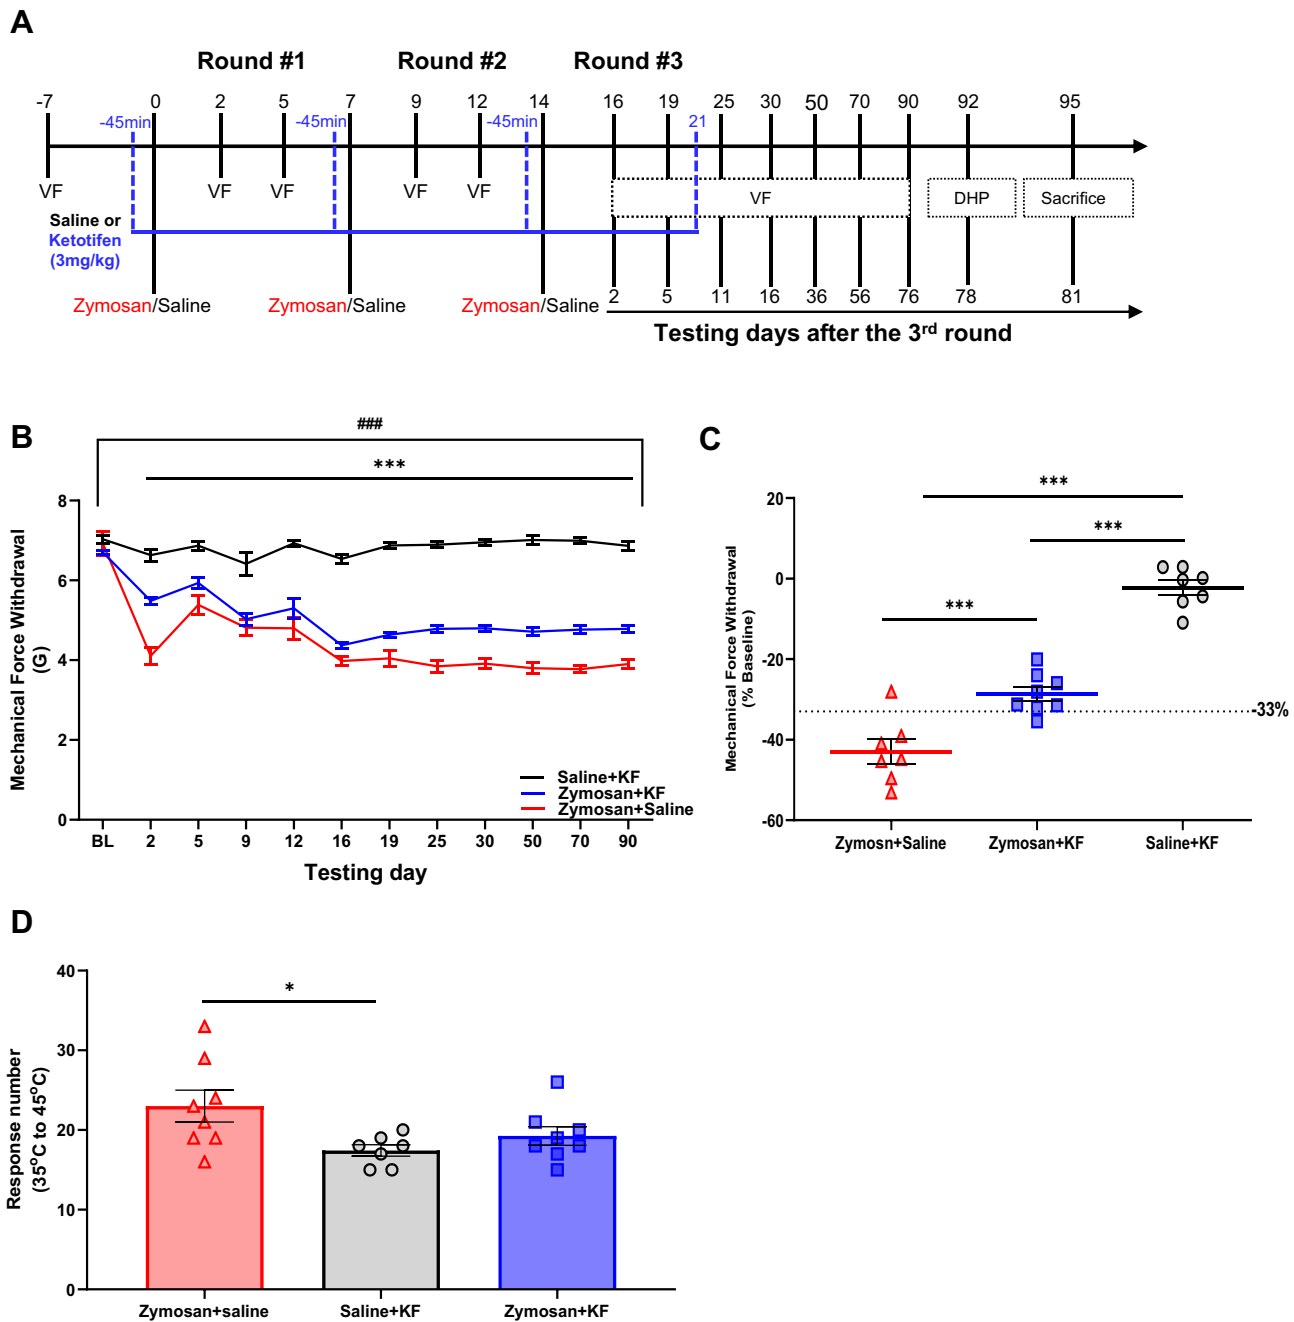 A
Round #1 Round #2 Round #3
-7 0 2 5 7 9 12 14 16 19 25 30 50 70 90 92 95
-45min -45min -45min 21
VF VF VF VF VF VF DHP Sacrifice
Saline or
Ketotifen
(3mg/kg)
Zymosan/Saline Zymosan/Saline Zymosan/Saline
2 5 11 16 36 56 76 78 81
Testing days after the 3rd round
B
###
***
Mechanical Force Withdrawal
(G)
8
6
4
2
0
Saline+KF
Zymosan+KF
Zymosan+Saline
BL 2 5 9 12 16 19 25 30 50 70 90
Testing day
C
***
***
***
Mechanical Force Withdrawal
(% Baseline)
20
0
-20
-33%
-40
-60
Zymosn+Saline Zymosan+KF Saline+KF
D
*
Response number
(35°C to 45°C)
40
30
20
10
0
Zymosan+saline Saline+KF Zymosan+KF